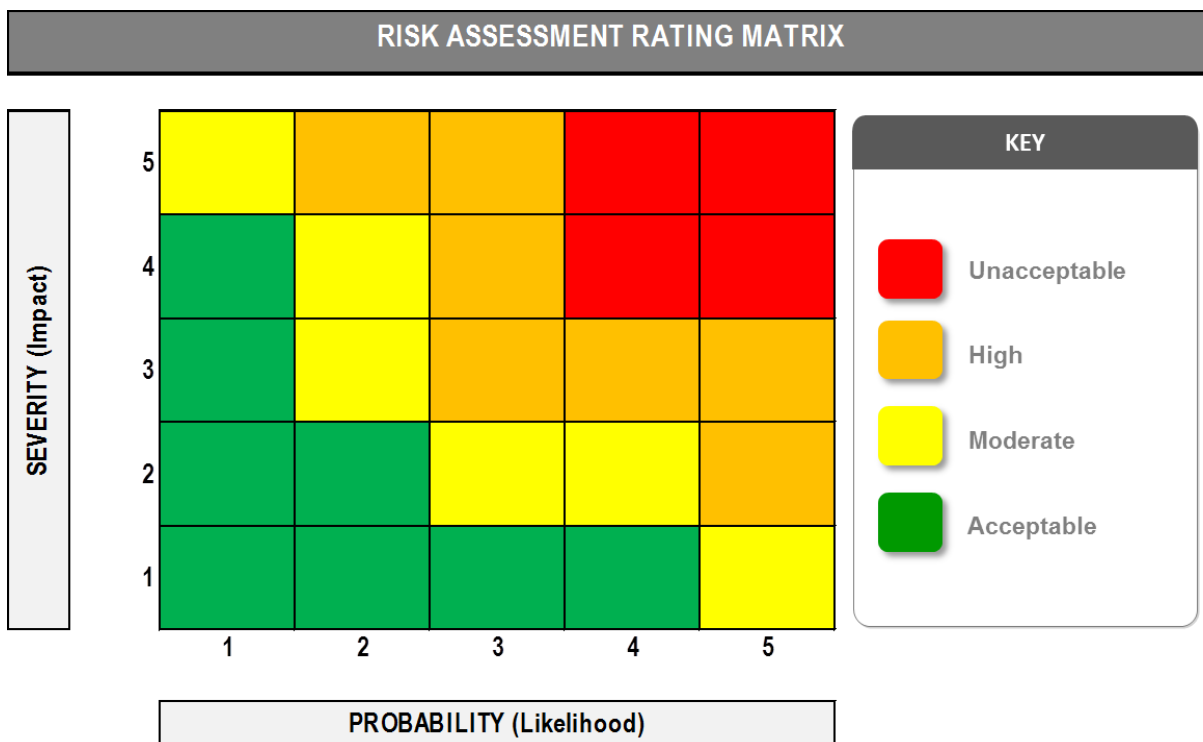 RISK ASSESSMENT RATING MATRIX
SEVERITY (Impact)
5
4
3
2
1
1 2 3 4 5
PROBABILITY (Likelihood)
KEY
Unacceptable
High
Moderate
Acceptable